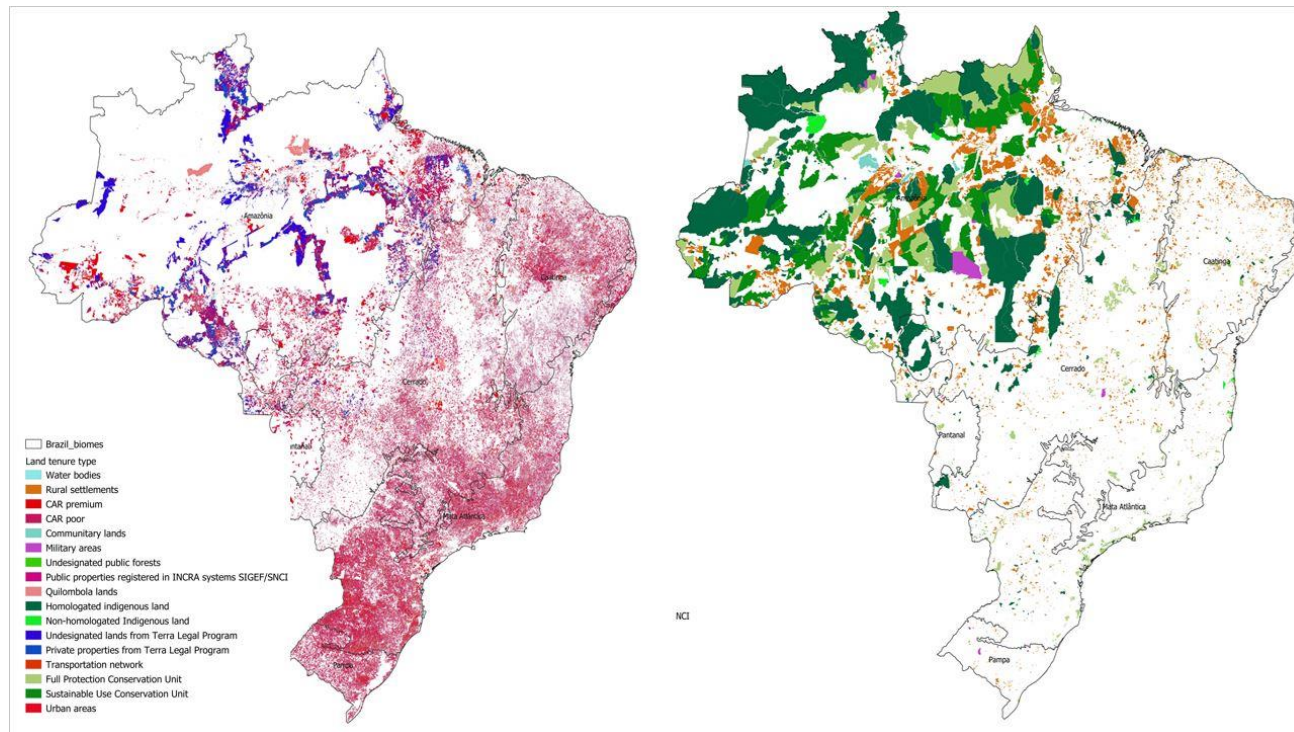 Amazônia
Caatinga
Cerrado
ntanal
Mata Atlântica
Pampa
Brazil_biomes
Land tenure type
Water bodies
Rural settlements
CAR premium
CAR poor
Communitary lands
Military areas
Undesignated public forests
Public properties registered in INCRA systems SIGEF/SNCI
Quilombola lands
Homologated indigenous land
Non-homologated Indigenous land
Undesignated lands from Terra Legal Program
Private properties from Terra Legal Program
Transportation network
Full Protection Conservation Unit
Sustainable Use Conservation Unit
Urban areas
Caatinga
Cerrado
Pantanal
Mata Atlântica
NCI
Pampa